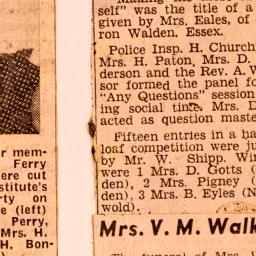 self" was the title of a
given by Mrs. Eales, of
ron Walden, Essex.
Police Insp. H. Church
Mrs. H. Paton, Mrs. D.
derson and the Rev. A. W
sor formed the panel fo
"Any Questions" session
ing social time. Mrs. D
acted as question maste
Fifteen entries in a ha
loaf competition were ju
by Mr. W. Shipp. Win
were 1 Mrs. D. Gotts
den), 2 Mrs. Pigney (
den), 3 Mrs. B. Eyles (N
wold).
r mem-
Ferry
ere cut
stitute's
rty on
e (left)
Perry,
Mrs. H.
H. Bon-
Mrs. V. M. Walk